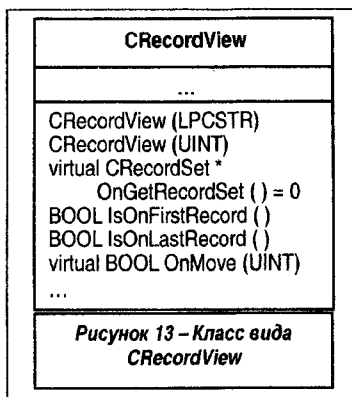 CRecordView
...
CRecordView (LPCSTR)
CRecordView (UINT)
virtual CRecordSet *
OnGetRecordSet ( ) = 0
BOOL IsOnFirstRecord ( )
BOOL IsOnLastRecord ( )
virtual BOOL OnMove (UINT)
...
Рисунок 13 – Класс вида
CRecordView